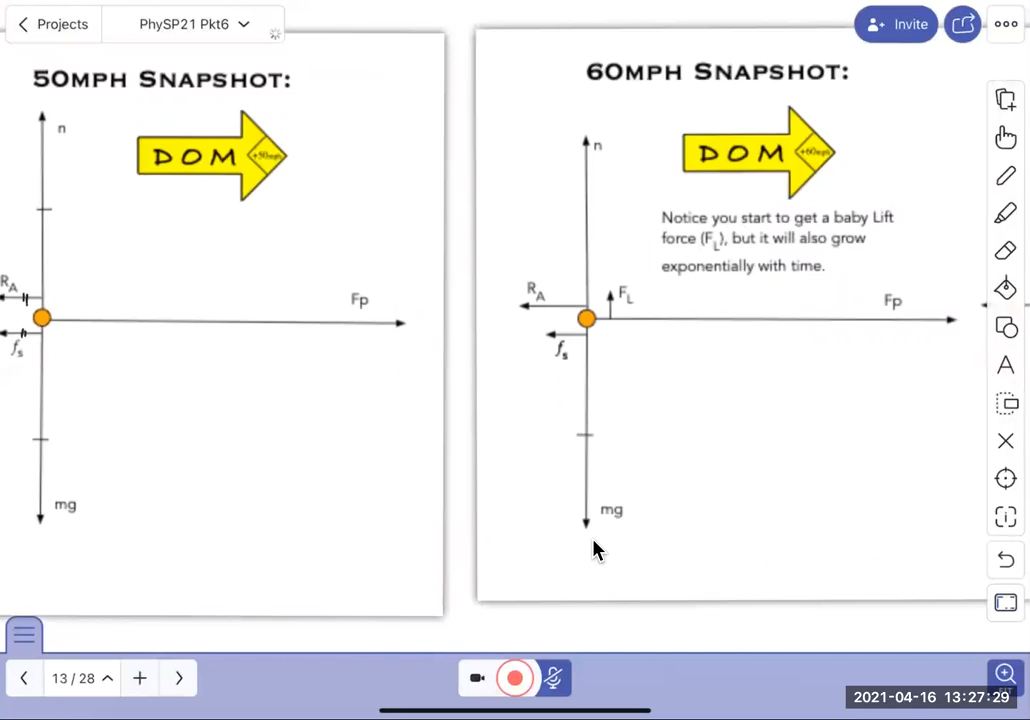 Projects
PhySP21 Pkt6
Invite
50MPH SNAPSHOT:
n
DOM
+50mph
RA
Fp
fs
mg
60MPH SNAPSHOT:
n
DOM
+60mph
Notice you start to get a baby Lift
force (FL), but it will also grow
exponentially with time.
RA
FL
Fp
fs
mg
A
13 / 28
2021-04-16 13:27:29